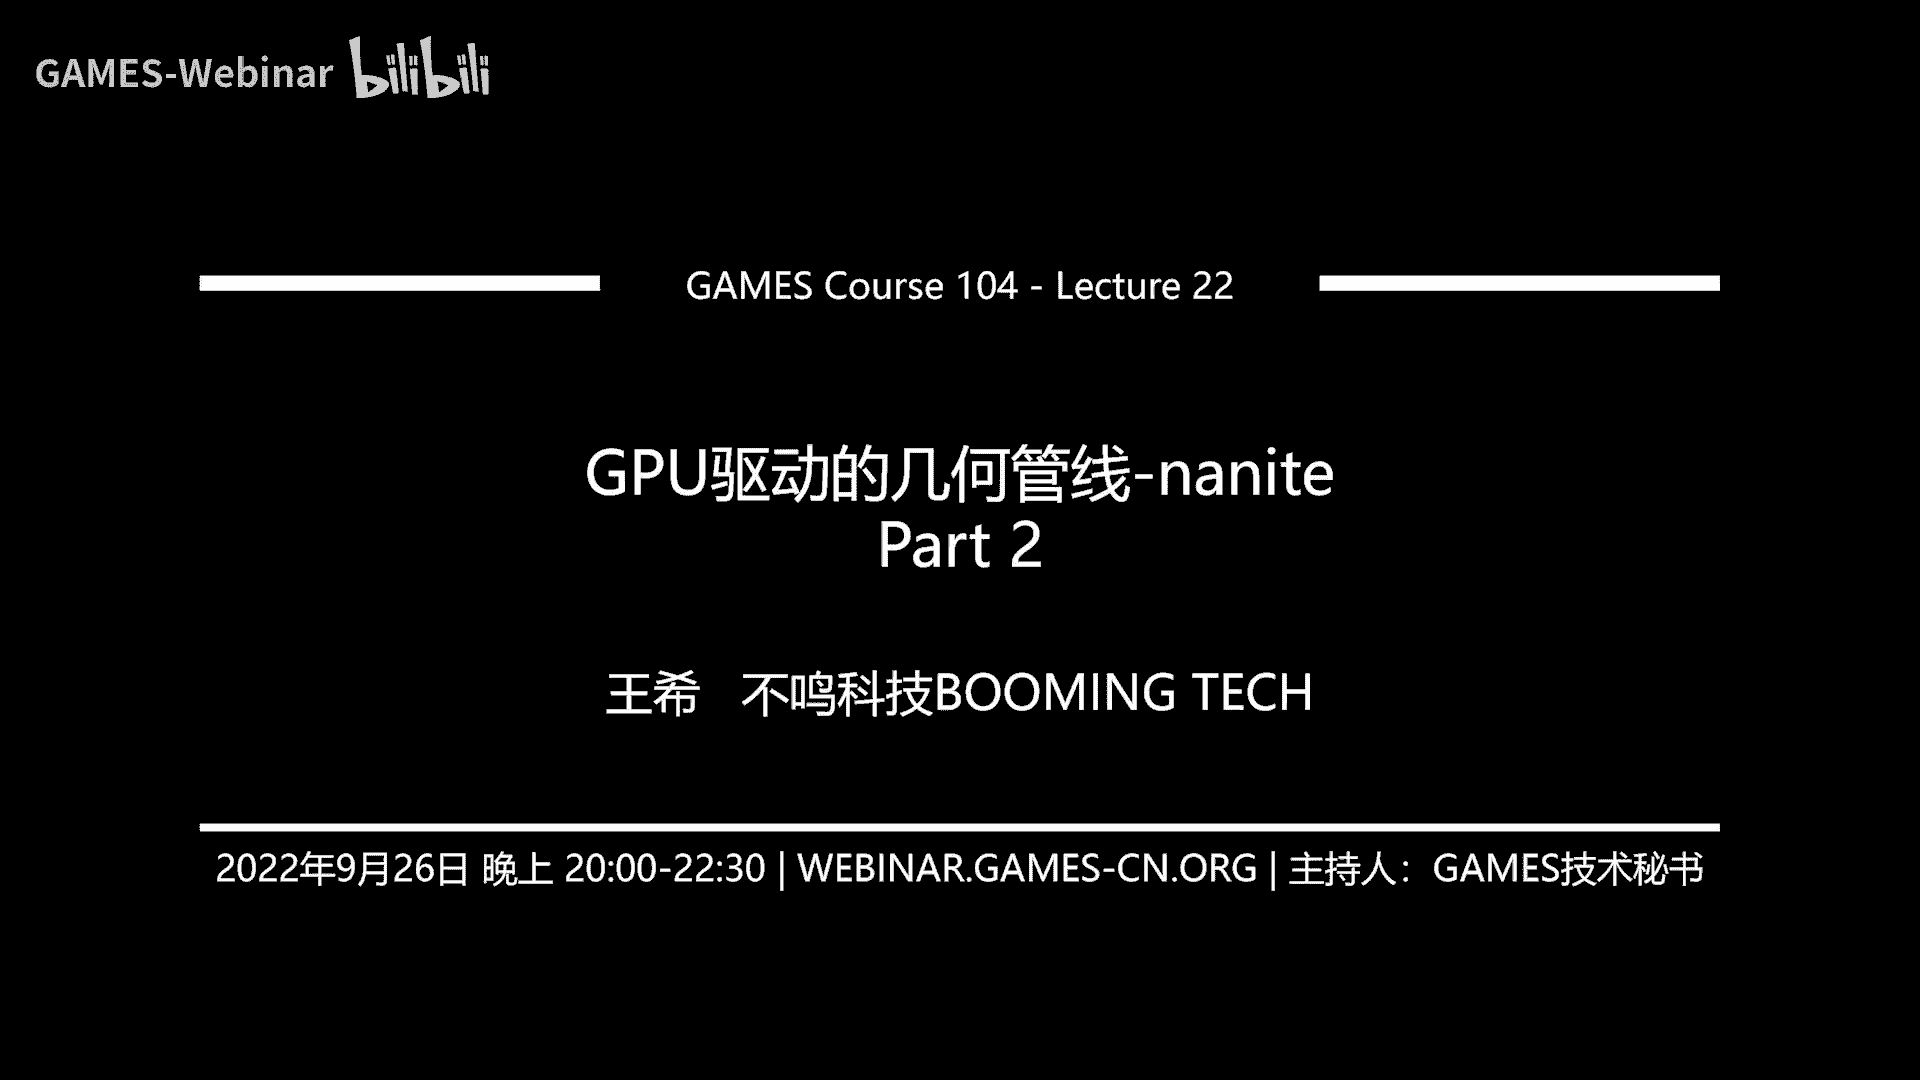 GAMES-Webinar bilibili
GAMES Course 104 - Lecture 22
GPU驱动的几何管线-nanite
Part 2
王希 不鸣科技BOOMING TECH
2022年9月26日 晚上 20:00-22:30 | WEBINAR.GAMES-CN.ORG | 主持人：GAMES技术秘书